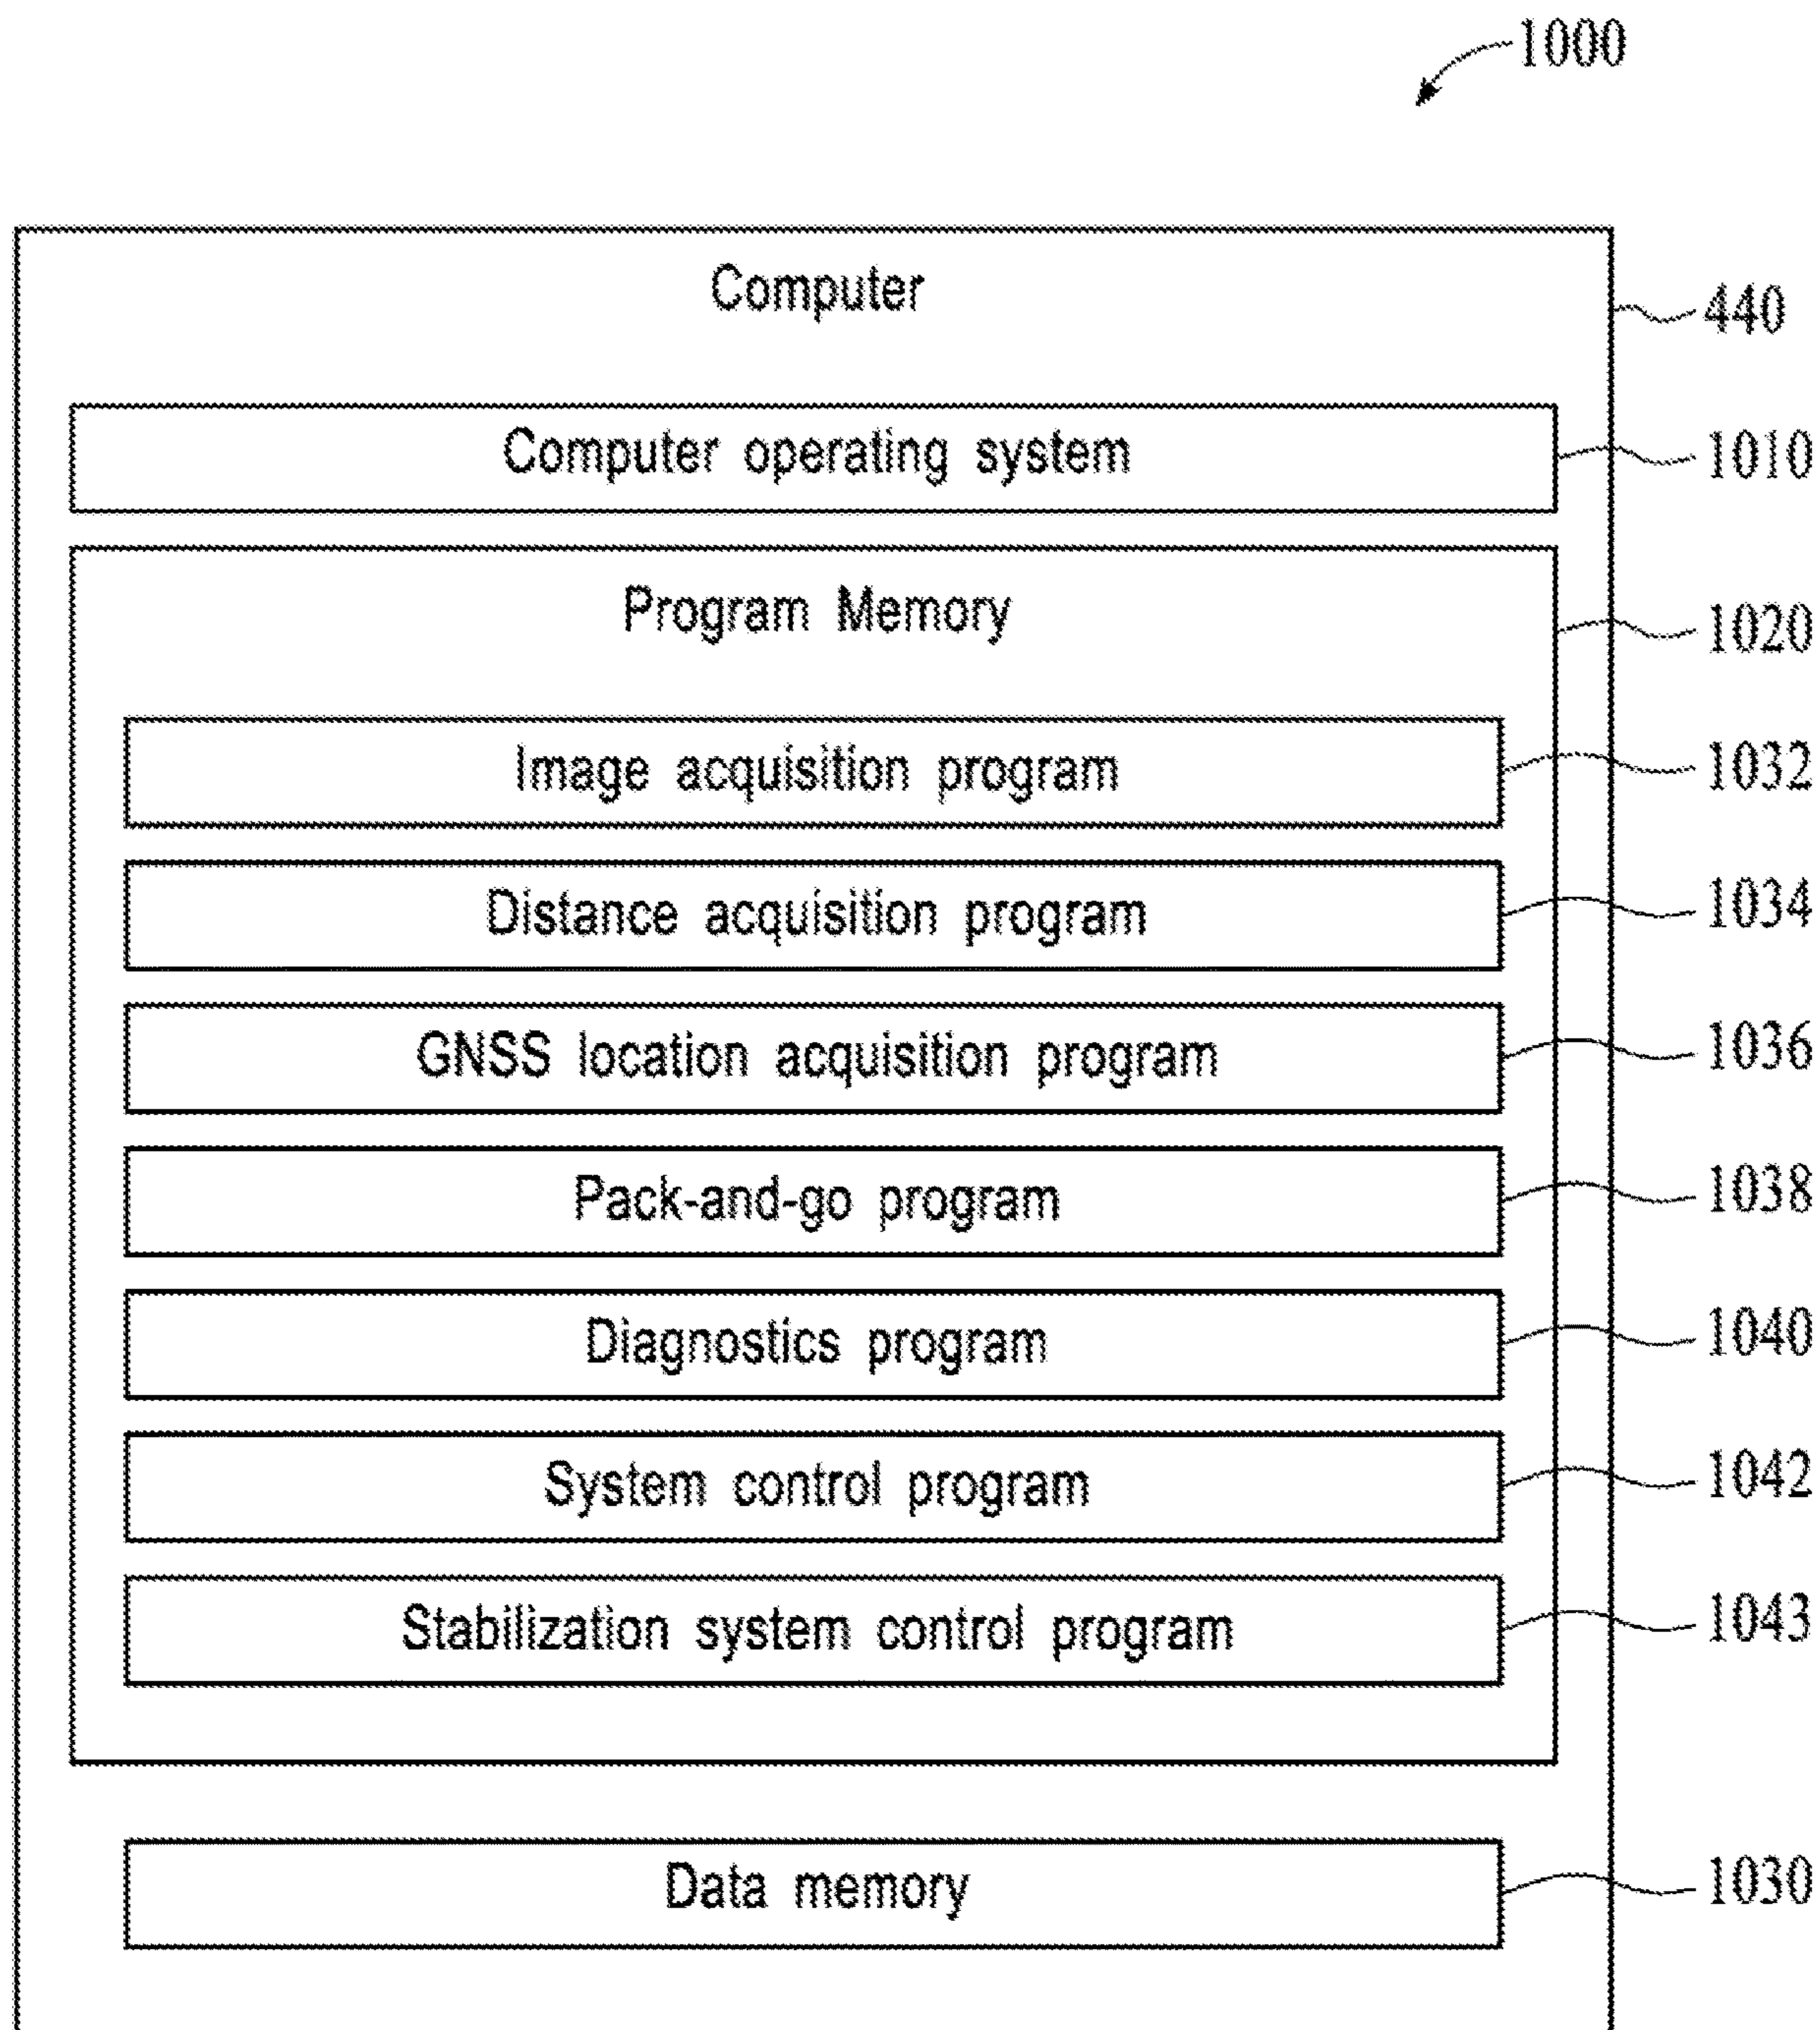 1000
Computer
440
Computer operating system
1010
Program Memory
1020
Image acquisition program
1032
Distance acquisition program
1034
GNSS location acquisition program
1036
Pack-and-go program
1038
Diagnostics program
1040
System control program
1042
Stabilization system control program
1043
Data memory
1030